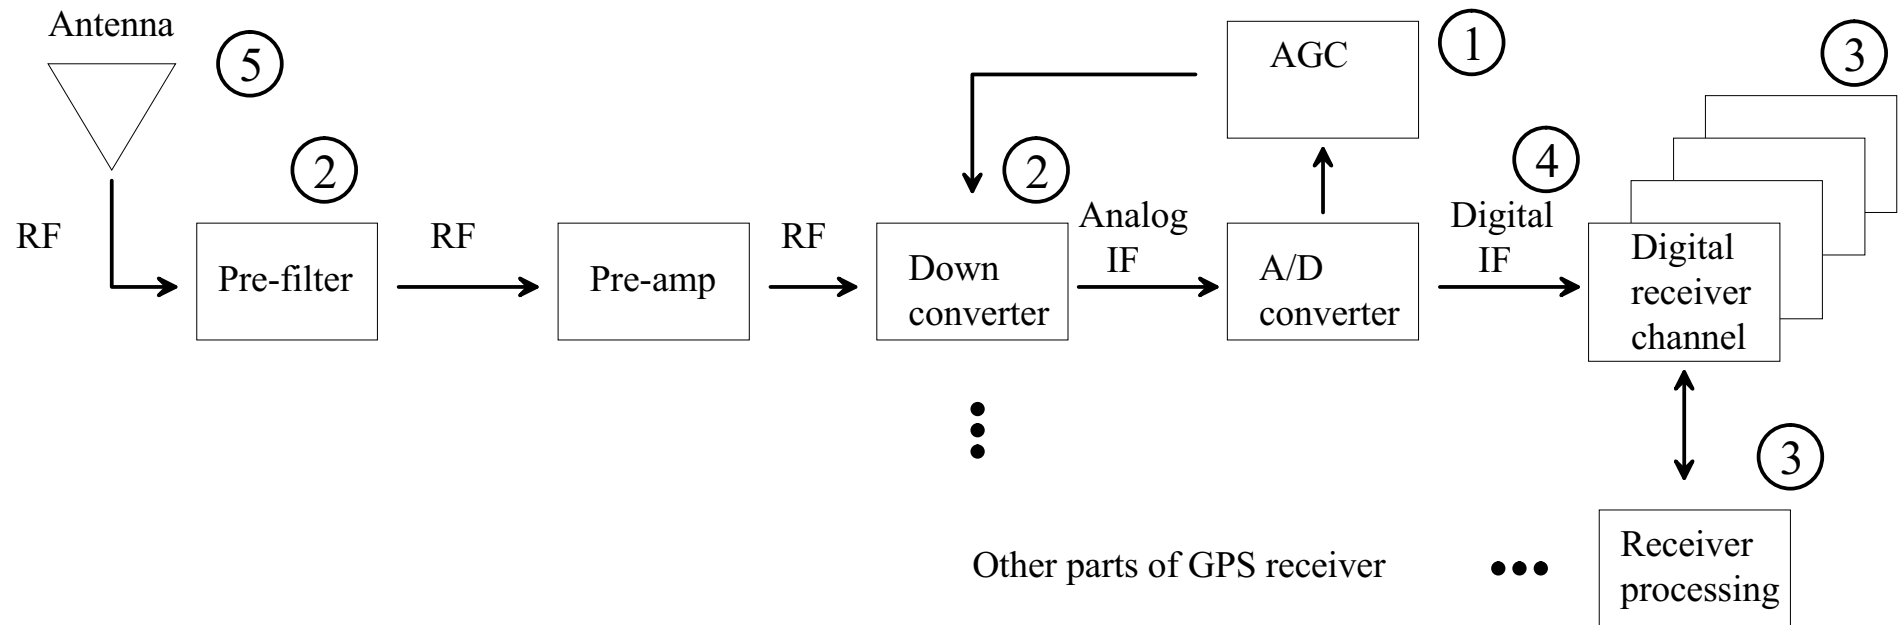 Antenna
5
AGC
1
3
2
2
4
RF
RF
RF
Analog
IF
Digital
IF
Pre-filter
Pre-amp
Down
converter
A/D
converter
Digital
receiver
channel
3
Other parts of GPS receiver
Receiver
processing